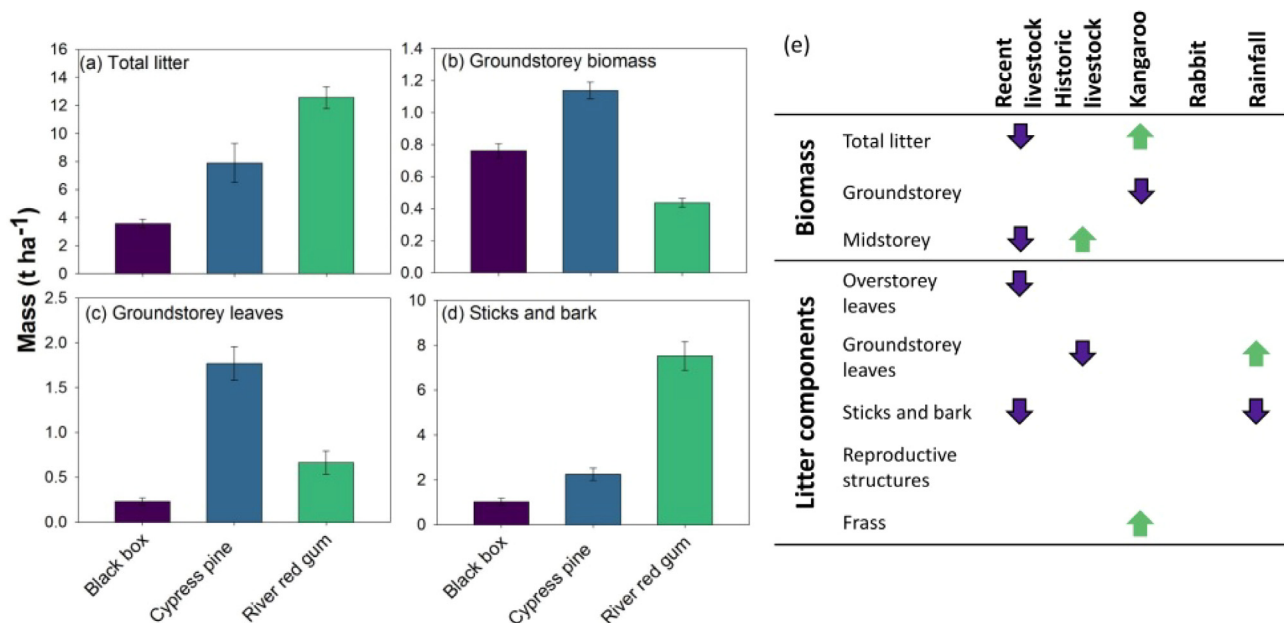 Mass (t ha⁻¹)
(a) Total litter
16
14
12
10
8
6
4
2
0
(b) Groundstorey biomass
1.4
1.2
1.0
0.8
0.6
0.4
0.2
0.0
(c) Groundstorey leaves
2.5
2.0
1.5
1.0
0.5
0.0
Black box
Cypress pine
River red gum
(d) Sticks and bark
10
8
6
4
2
0
Black box
Cypress pine
River red gum
(e)
Recent
livestock
Historic
livestock
Kangaroo
Rabbit
Rainfall
Biomass
Total litter
Groundstorey
Midstorey
Litter components
Overstorey
leaves
Groundstorey
leaves
Sticks and bark
Reproductive
structures
Frass